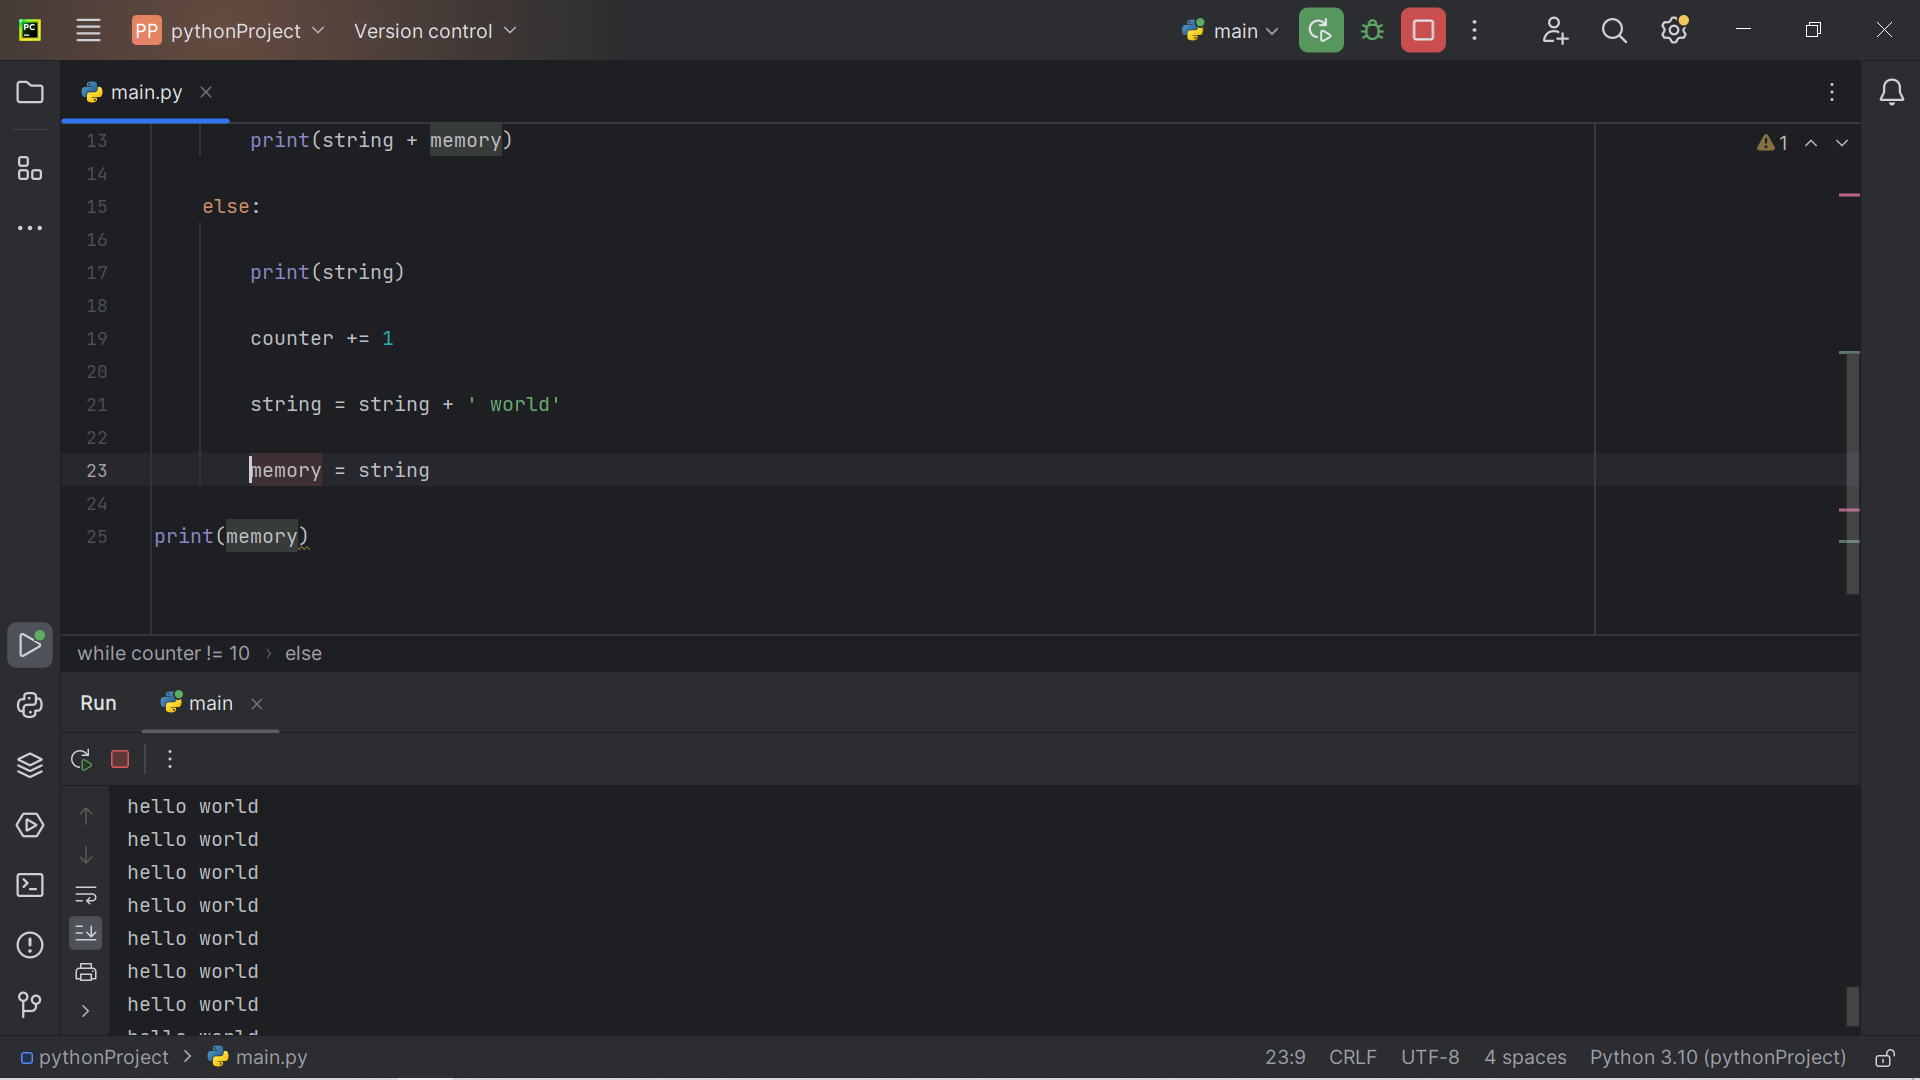 PC
PP pythonProject Version control main
main.py
13 print(string + memory)
1
14
15 else:
16
17 print(string)
18
19 counter += 1
20
21 string = string + ' world'
22
23 memory = string
24
25 print(memory)
while counter != 10 › else
Run main
hello world
hello world
hello world
hello world
hello world
hello world
hello world
hello world
pythonProject > main.py 23:9 CRLF UTF-8 4 spaces Python 3.10 (pythonProject)